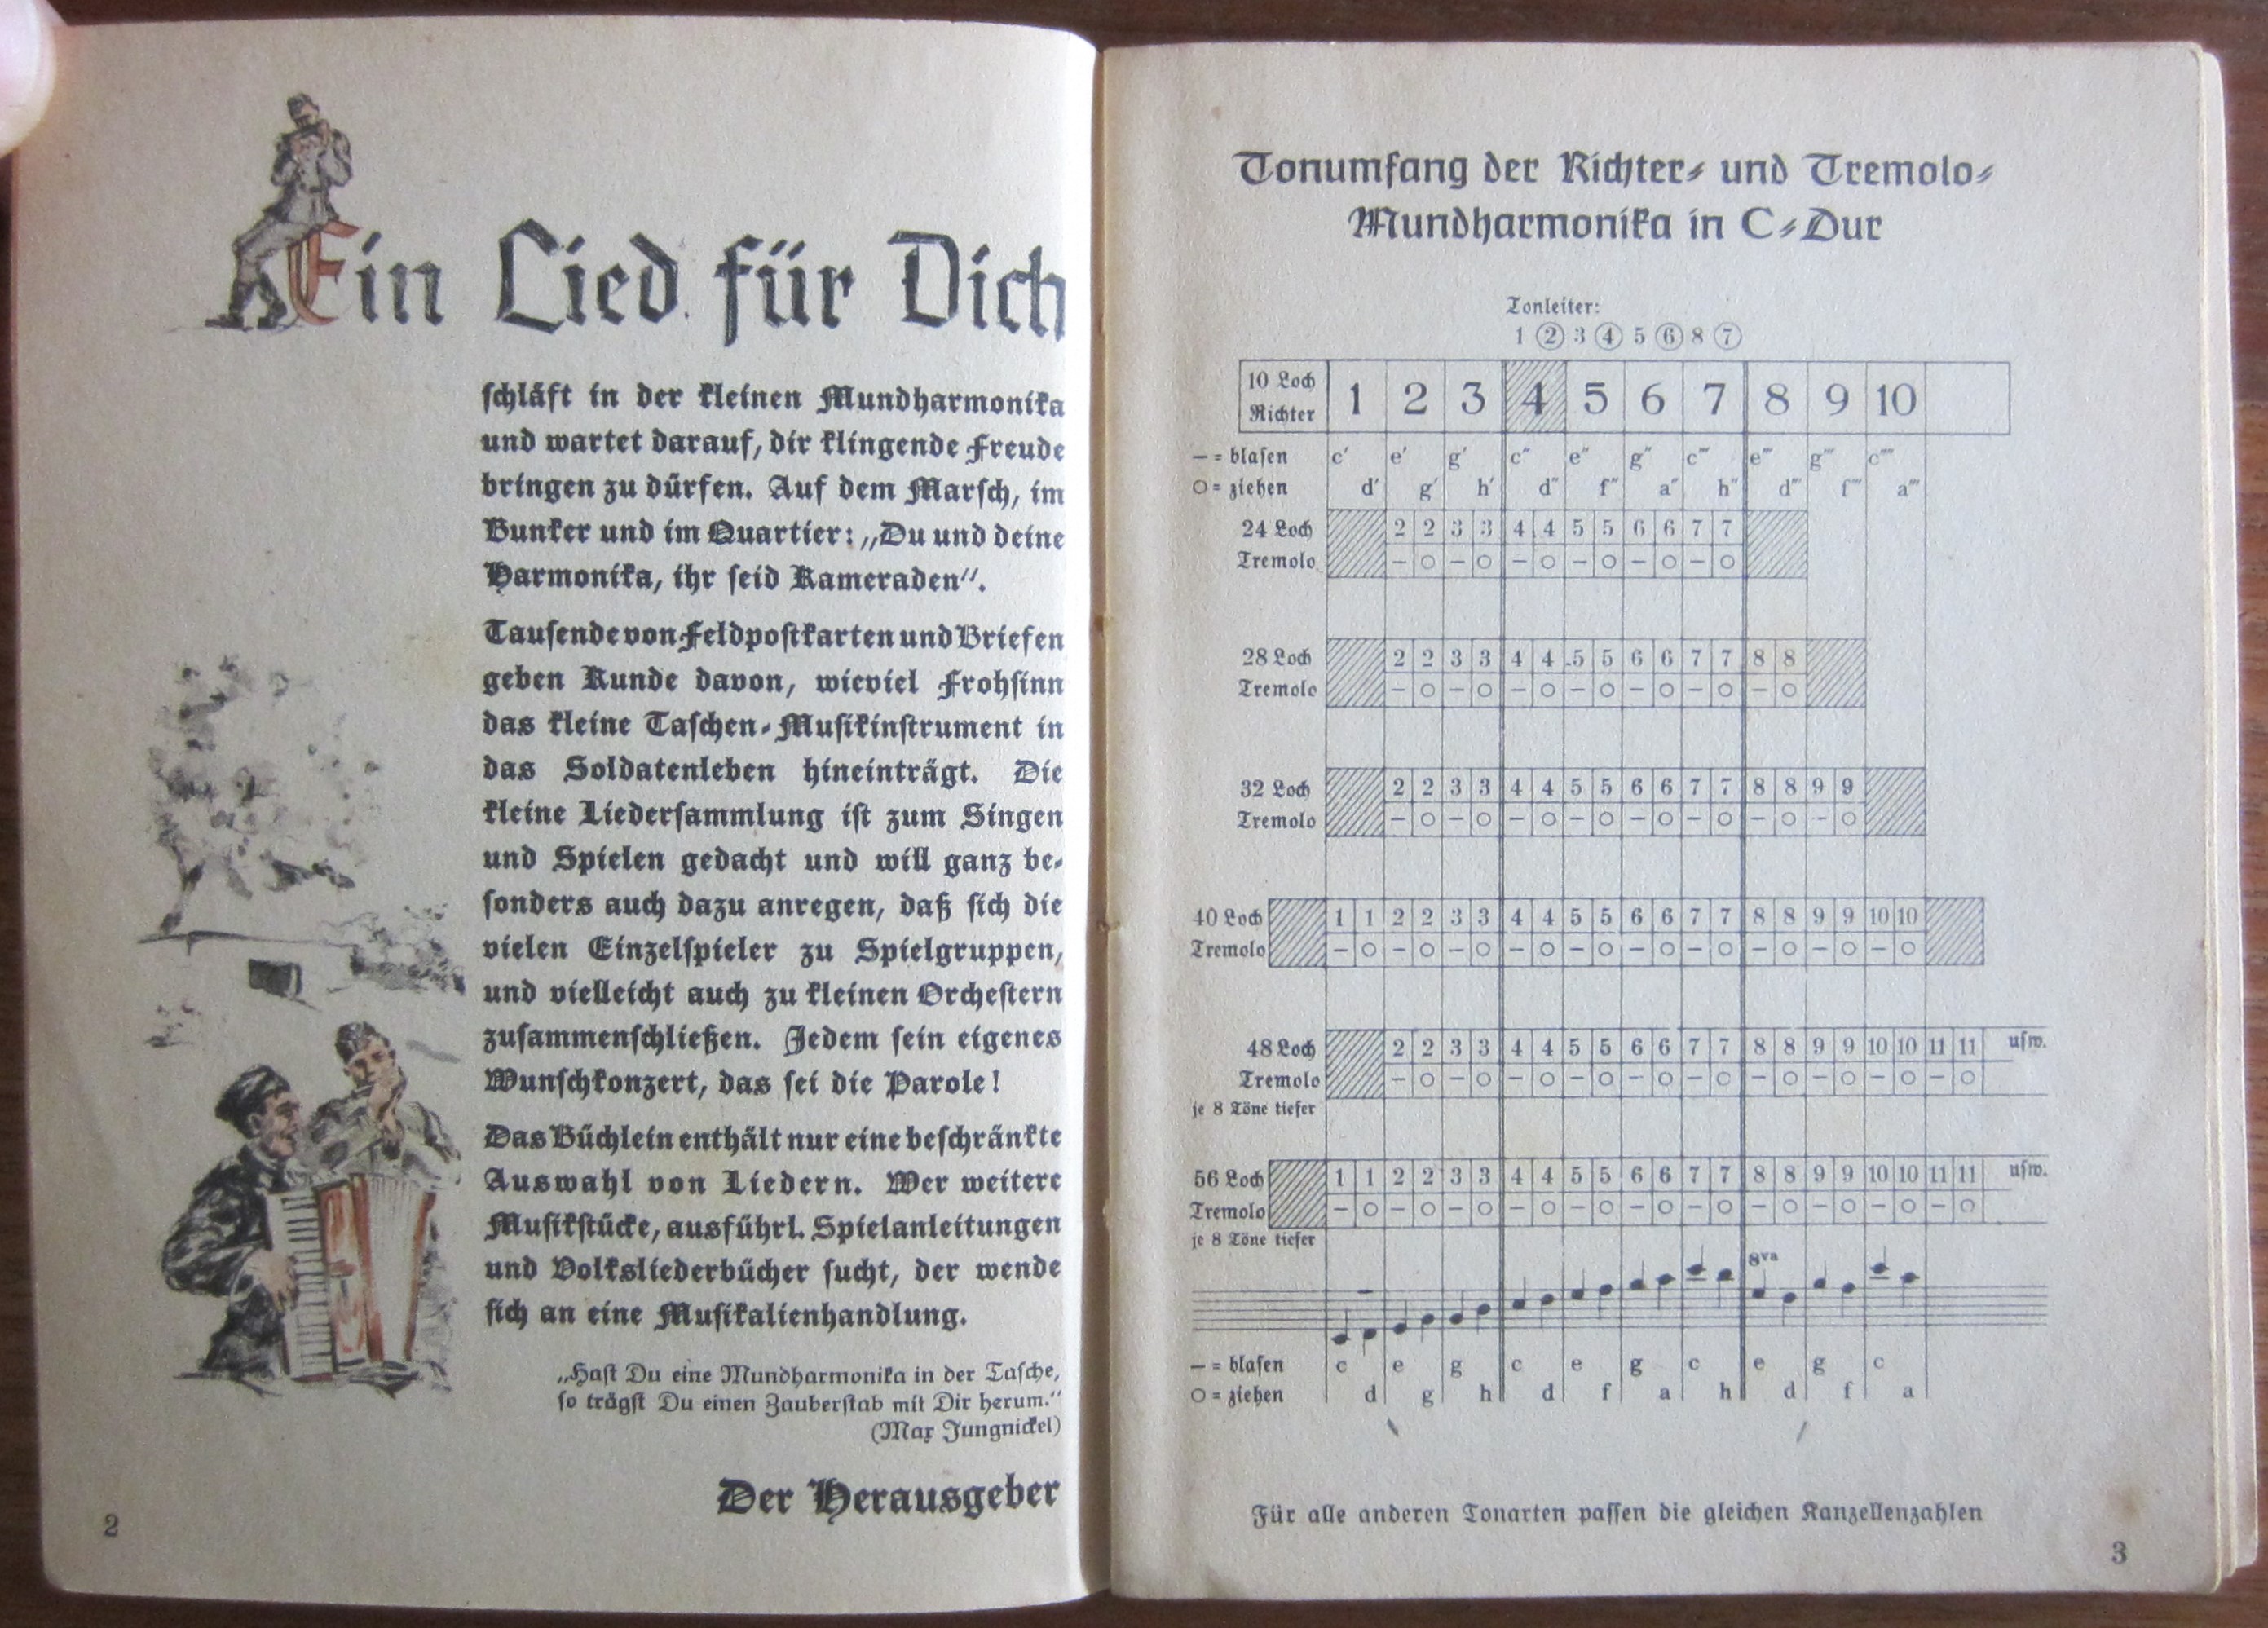 Ein Lied für Dich
schläft in der kleinen Mundharmonika
und wartet darauf, dir klingende Freude
bringen zu dürfen. Auf dem Marsch, im
Bunker und im Quartier: „Du und deine
Harmonika, ihr seid Kameraden“.
Tausende von Feldpostkarten und Briefen
geben Kunde davon, wieviel Frohsinn
das kleine Taschen-Musikinstrument in
das Soldatenleben hineinträgt. Die
kleine Liedersammlung ist zum Singen
und Spielen gedacht und will ganz be-
sonders auch dazu anregen, daß sich die
vielen Einzelspieler zu Spielgruppen,
und vielleicht auch zu kleinen Orchestern
zusammenschließen. Jedem sein eigenes
Wunschkonzert, das sei die Parole!
Das Büchlein enthält nur eine beschränkte
Auswahl von Liedern. Wer weitere
Musikstücke, ausführl. Spielanleitungen
und Volksliederbücher sucht, der wende
sich an eine Musikalienhandlung.
„Hast Du eine Mundharmonika in der Tasche,
so trägst Du einen Zauberstab mit Dir herum.“
(Max Jungnickel)
Der Herausgeber
2
Tonumfang der Richter- und Tremolo-
Mundharmonika in C-Dur
Tonleiter:
1 ② 3 ④ 5 ⑥ 8 ⑦
10 Loch Richter 1 2 3 4 5 6 7 8 9 10
— = blasen c′ e′ g′ c″ e″ g″ c‴ e‴ g‴ c⁗
○ = ziehen d′ g′ h′ d″ f″ a″ h″ d‴ f‴ a‴
24 Loch 2 2 3 3 4 4 5 5 6 6 7 7
Tremolo – ○ – ○ – ○ – ○ – ○ – ○
28 Loch 2 2 3 3 4 4 5 5 6 6 7 7 8 8
Tremolo – ○ – ○ – ○ – ○ – ○ – ○ – ○
32 Loch 2 2 3 3 4 4 5 5 6 6 7 7 8 8 9 9
Tremolo – ○ – ○ – ○ – ○ – ○ – ○ – ○ – ○
40 Loch 1 1 2 2 3 3 4 4 5 5 6 6 7 7 8 8 9 9 10 10
Tremolo – ○ – ○ – ○ – ○ – ○ – ○ – ○ – ○ – ○ – ○
48 Loch 2 2 3 3 4 4 5 5 6 6 7 7 8 8 9 9 10 10 11 11 usw.
Tremolo – ○ – ○ – ○ – ○ – ○ – ○ – ○ – ○ – ○ – ○
je 8 Töne tiefer
56 Loch 1 1 2 2 3 3 4 4 5 5 6 6 7 7 8 8 9 9 10 10 11 11 usw.
Tremolo – ○ – ○ – ○ – ○ – ○ – ○ – ○ – ○ – ○ – ○ – ○
je 8 Töne tiefer
8va
— = blasen c e g c e g c e g c
○ = ziehen d g h d f a h d f a
Für alle anderen Tonarten passen die gleichen Kanzellenzahlen
3